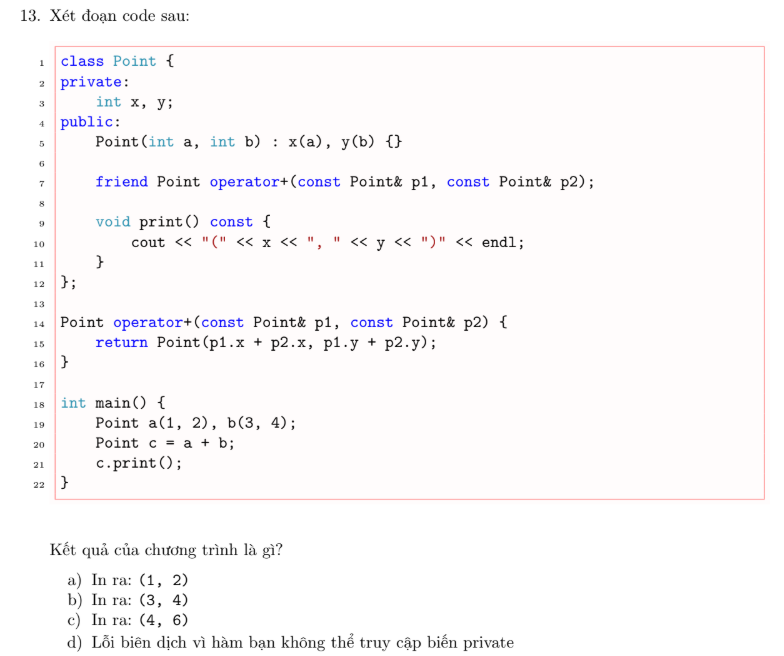 13. Xét đoạn code sau:
1 class Point {
2 private:
3     int x, y;
4 public:
5     Point(int a, int b) : x(a), y(b) {}
6
7     friend Point operator+(const Point& p1, const Point& p2);
8
9     void print() const {
10         cout << "(" << x << ", " << y << ")" << endl;
11     }
12 };
13
14 Point operator+(const Point& p1, const Point& p2) {
15     return Point(p1.x + p2.x, p1.y + p2.y);
16 }
17
18 int main() {
19     Point a(1, 2), b(3, 4);
20     Point c = a + b;
21     c.print();
22 }
Kết quả của chương trình là gì?
a) In ra: (1, 2)
b) In ra: (3, 4)
c) In ra: (4, 6)
d) Lỗi biên dịch vì hàm bạn không thể truy cập biến private